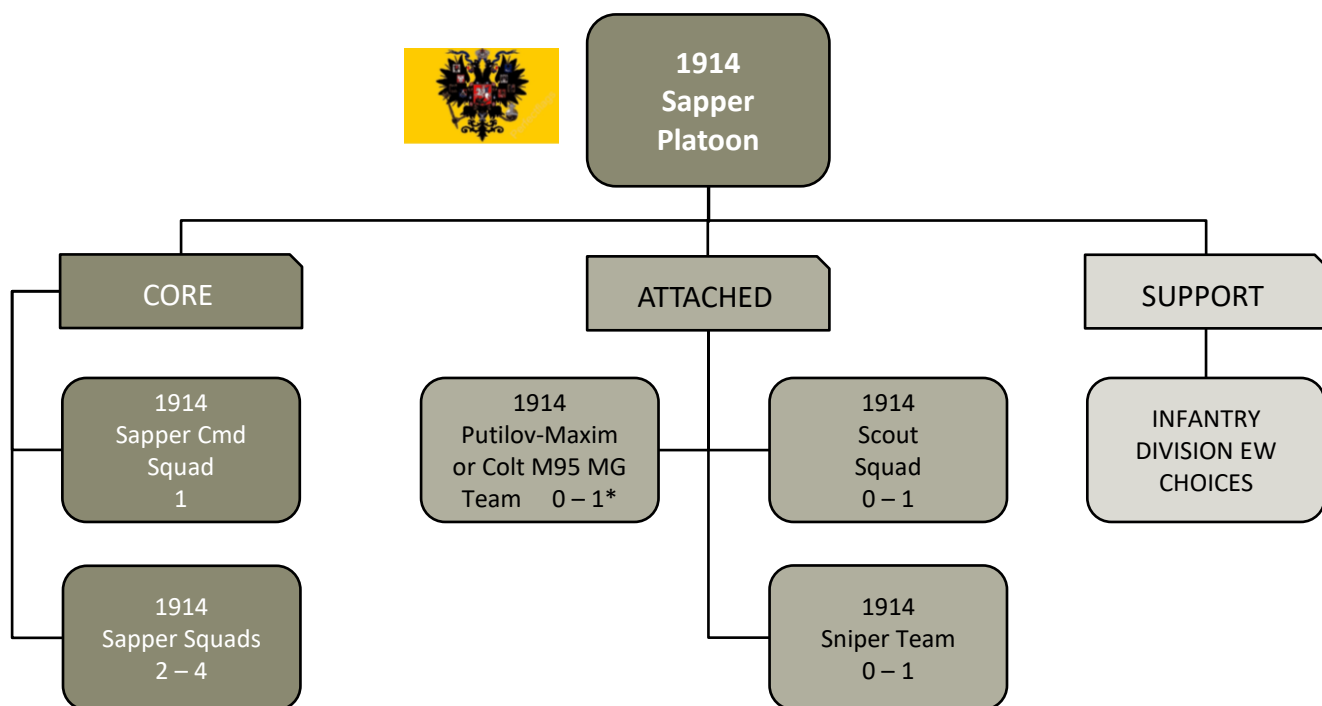 1914
Sapper
Platoon
CORE
ATTACHED
SUPPORT
1914
Sapper Cmd
Squad
1
1914
Putilov-Maxim
or Colt M95 MG
Team 0 – 1*
1914
Scout
Squad
0 – 1
INFANTRY
DIVISION EW
CHOICES
1914
Sapper Squads
2 – 4
1914
Sniper Team
0 – 1